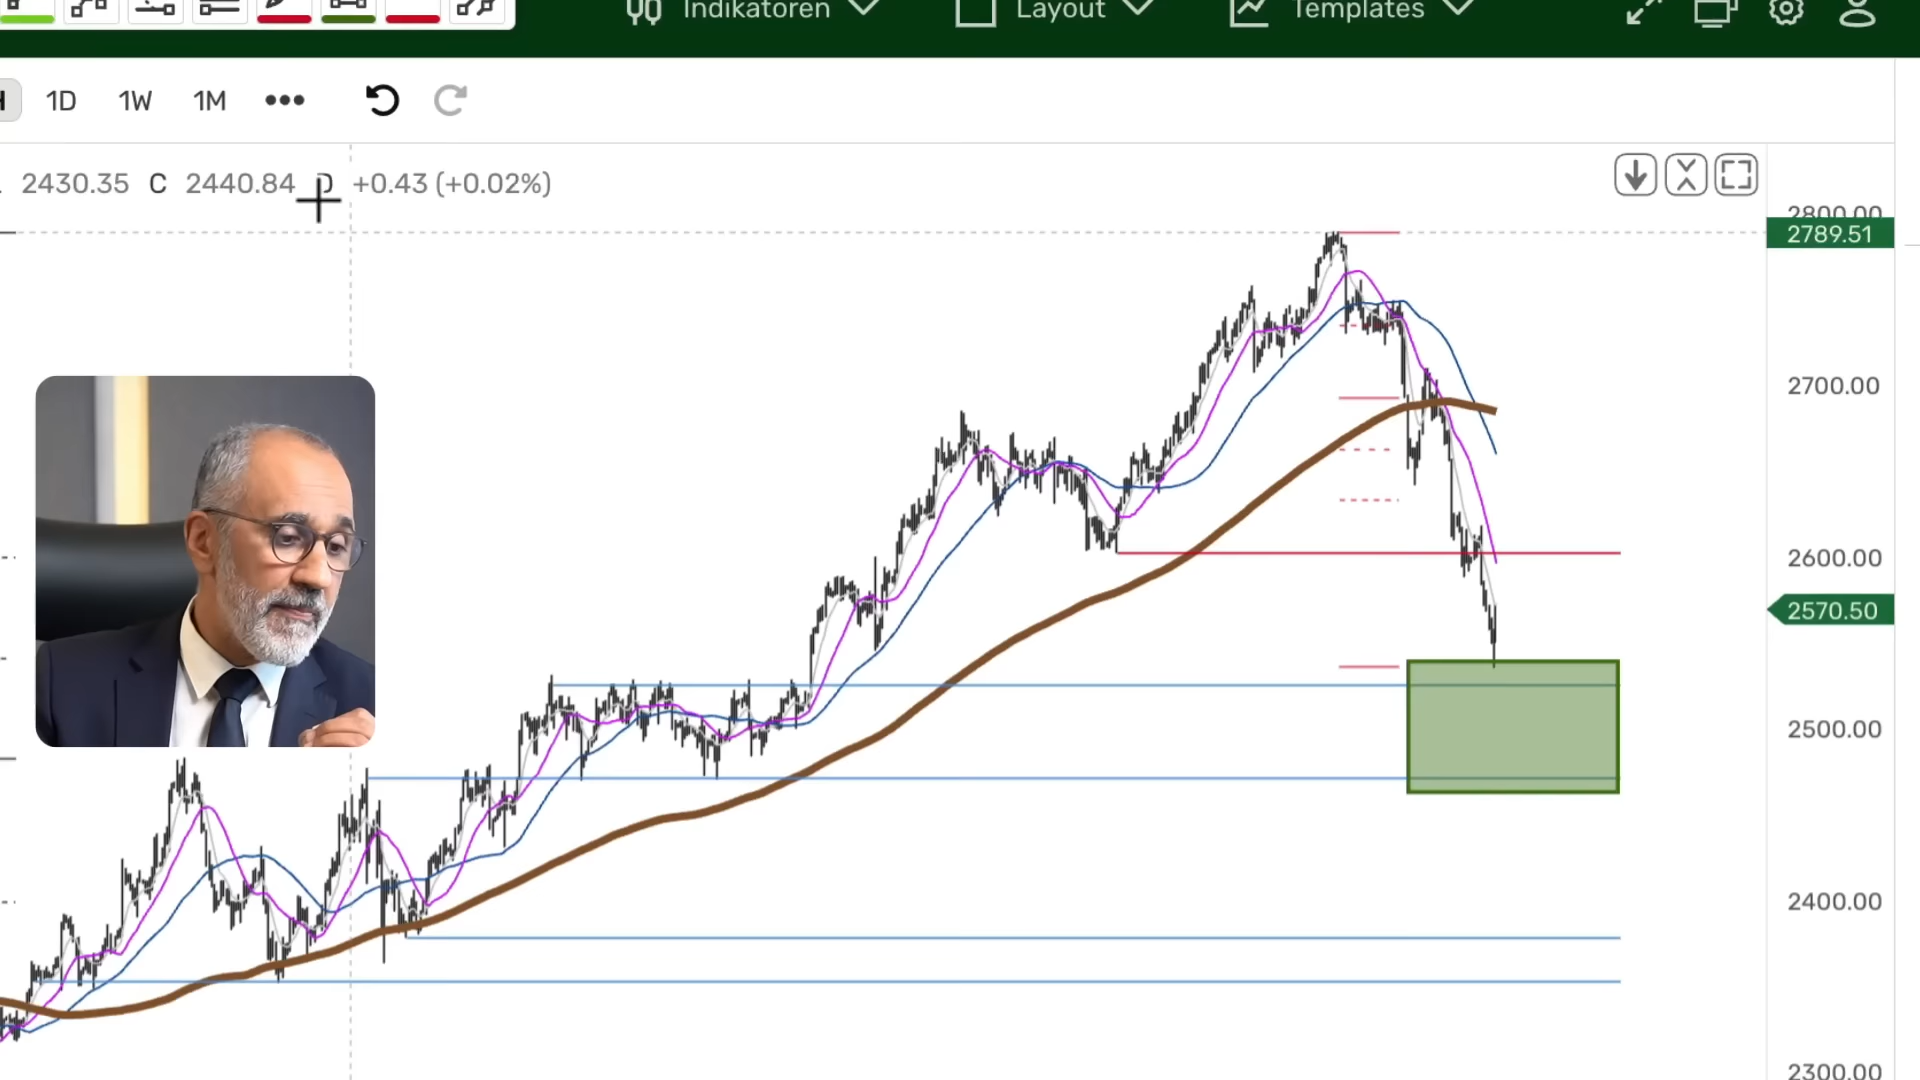 Indikatoren
Layout
Templates
1D
1W
1M
2430.35 C 2440.84 D +0.43 (+0.02%)
2800.00
2789.51
2700.00
2600.00
2570.50
2500.00
2400.00
2300.00